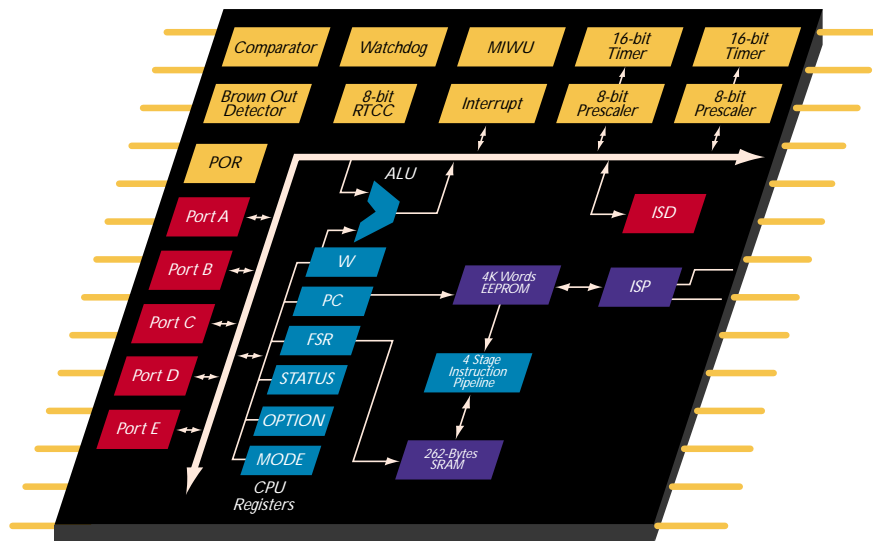 Comparator
Watchdog
MIWU
16-bit
Timer
16-bit
Timer
Brown Out
Detector
8-bit
RTCC
Interrupt
8-bit
Prescaler
8-bit
Prescaler
POR
ALU
Port A
ISD
Port B
W
4K Words
EEPROM
ISP
PC
Port C
FSR
Port D
STATUS
4 Stage
Instruction
Pipeline
Port E
OPTION
MODE
262-Bytes
SRAM
CPU
Registers